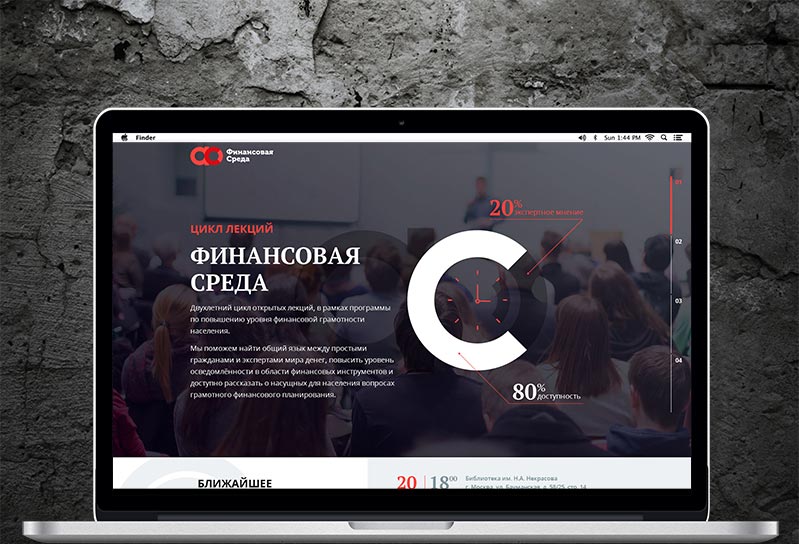 Finder
Sun 1:44 PM
Финансовая
Среда
01
02
03
04
ЦИКЛ ЛЕКЦИЙ
ФИНАНСОВАЯ
СРЕДА
Двухлетний цикл открытых лекций, в рамках программы
по повышению уровня финансовой грамотности
населения.
Мы поможем найти общий язык между простыми
гражданами и экспертами мира денег, повысить уровень
осведомлённости в области финансовых инструментов и
доступно рассказать о насущных для населения вопросах
грамотного финансового планирования.
20%
экспертное мнение
80%
доступность
БЛИЖАЙШЕЕ
20
18 00
Библиотека им. Н.А. Некрасова
г. Москва, ул. Бауманская, д. 58/25, стр. 14